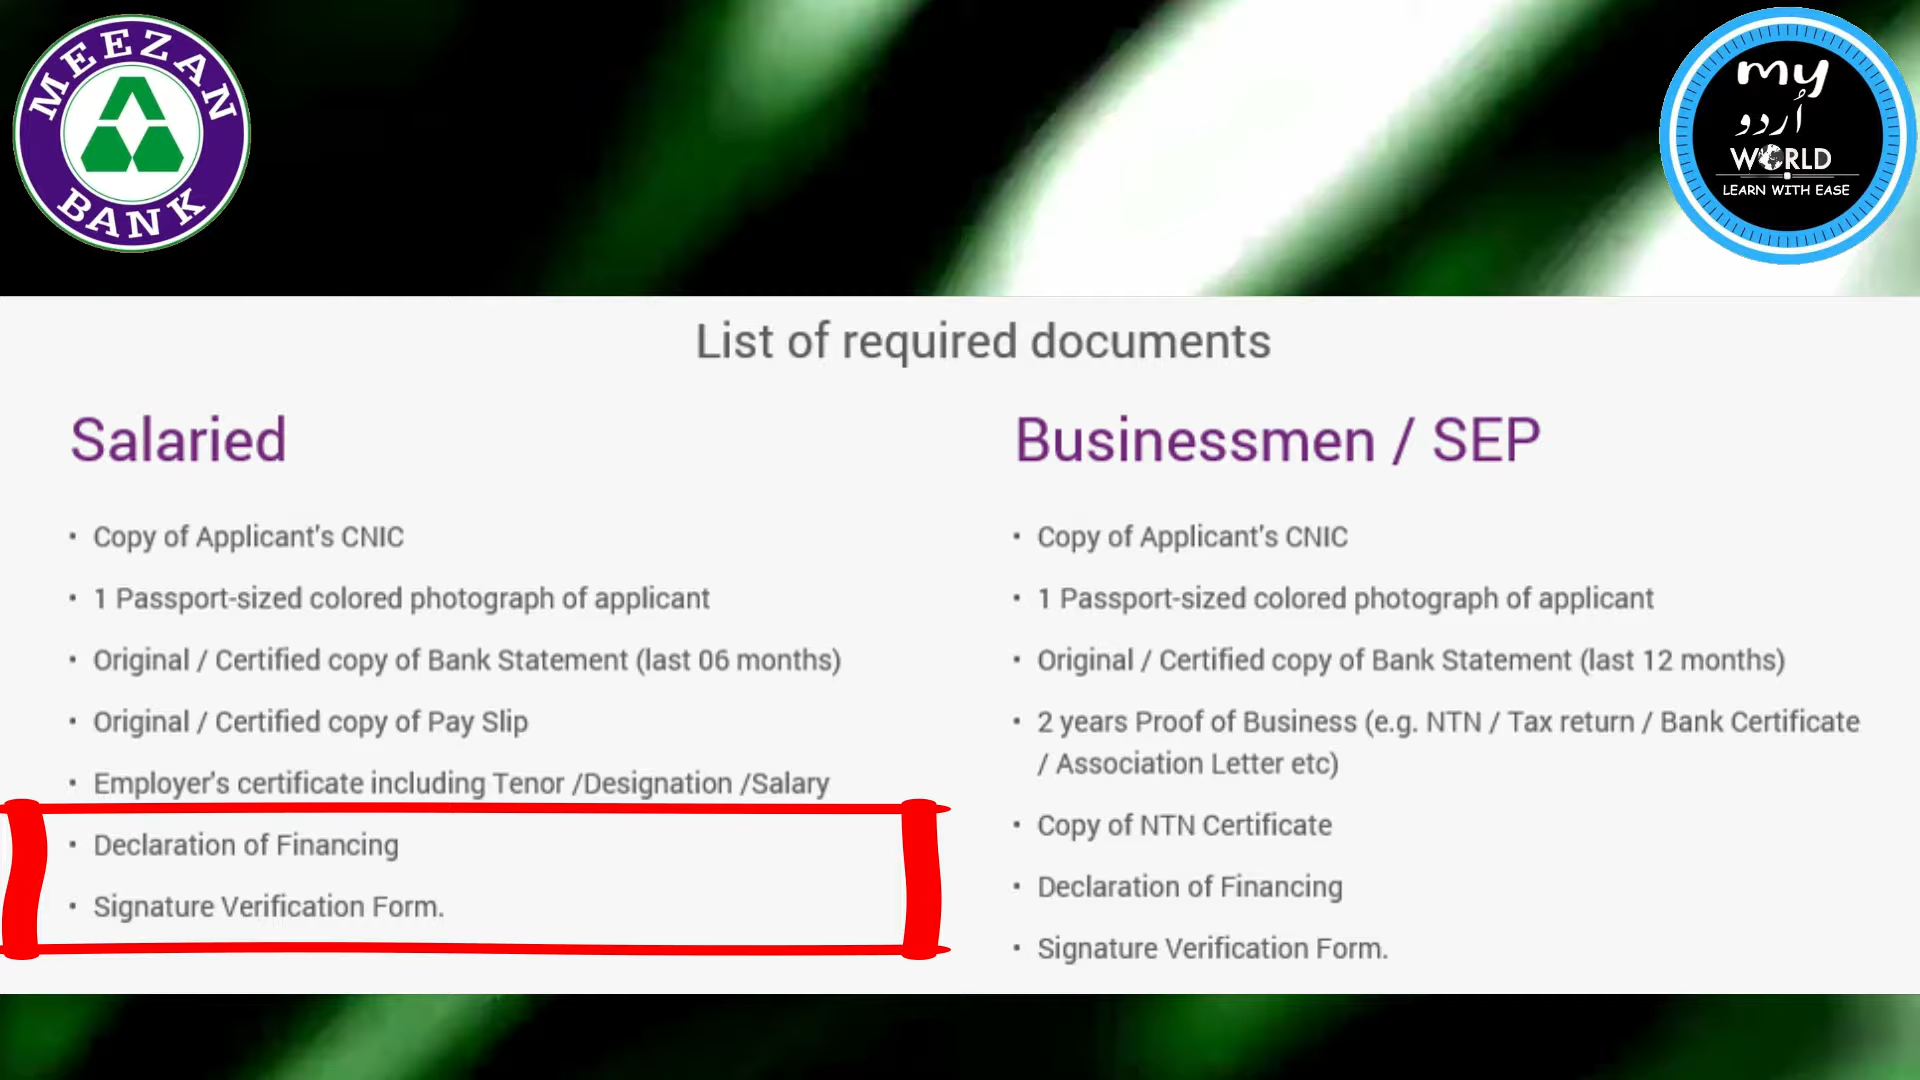 MEEZAN
BANK
my
اُردو
WORLD
LEARN WITH EASE
List of required documents
Salaried
• Copy of Applicant's CNIC
• 1 Passport-sized colored photograph of applicant
• Original / Certified copy of Bank Statement (last 06 months)
• Original / Certified copy of Pay Slip
• Employer's certificate including Tenor /Designation /Salary
• Declaration of Financing
• Signature Verification Form.
Businessmen / SEP
• Copy of Applicant's CNIC
• 1 Passport-sized colored photograph of applicant
• Original / Certified copy of Bank Statement (last 12 months)
• 2 years Proof of Business (e.g. NTN / Tax return / Bank Certificate
/ Association Letter etc)
• Copy of NTN Certificate
• Declaration of Financing
• Signature Verification Form.